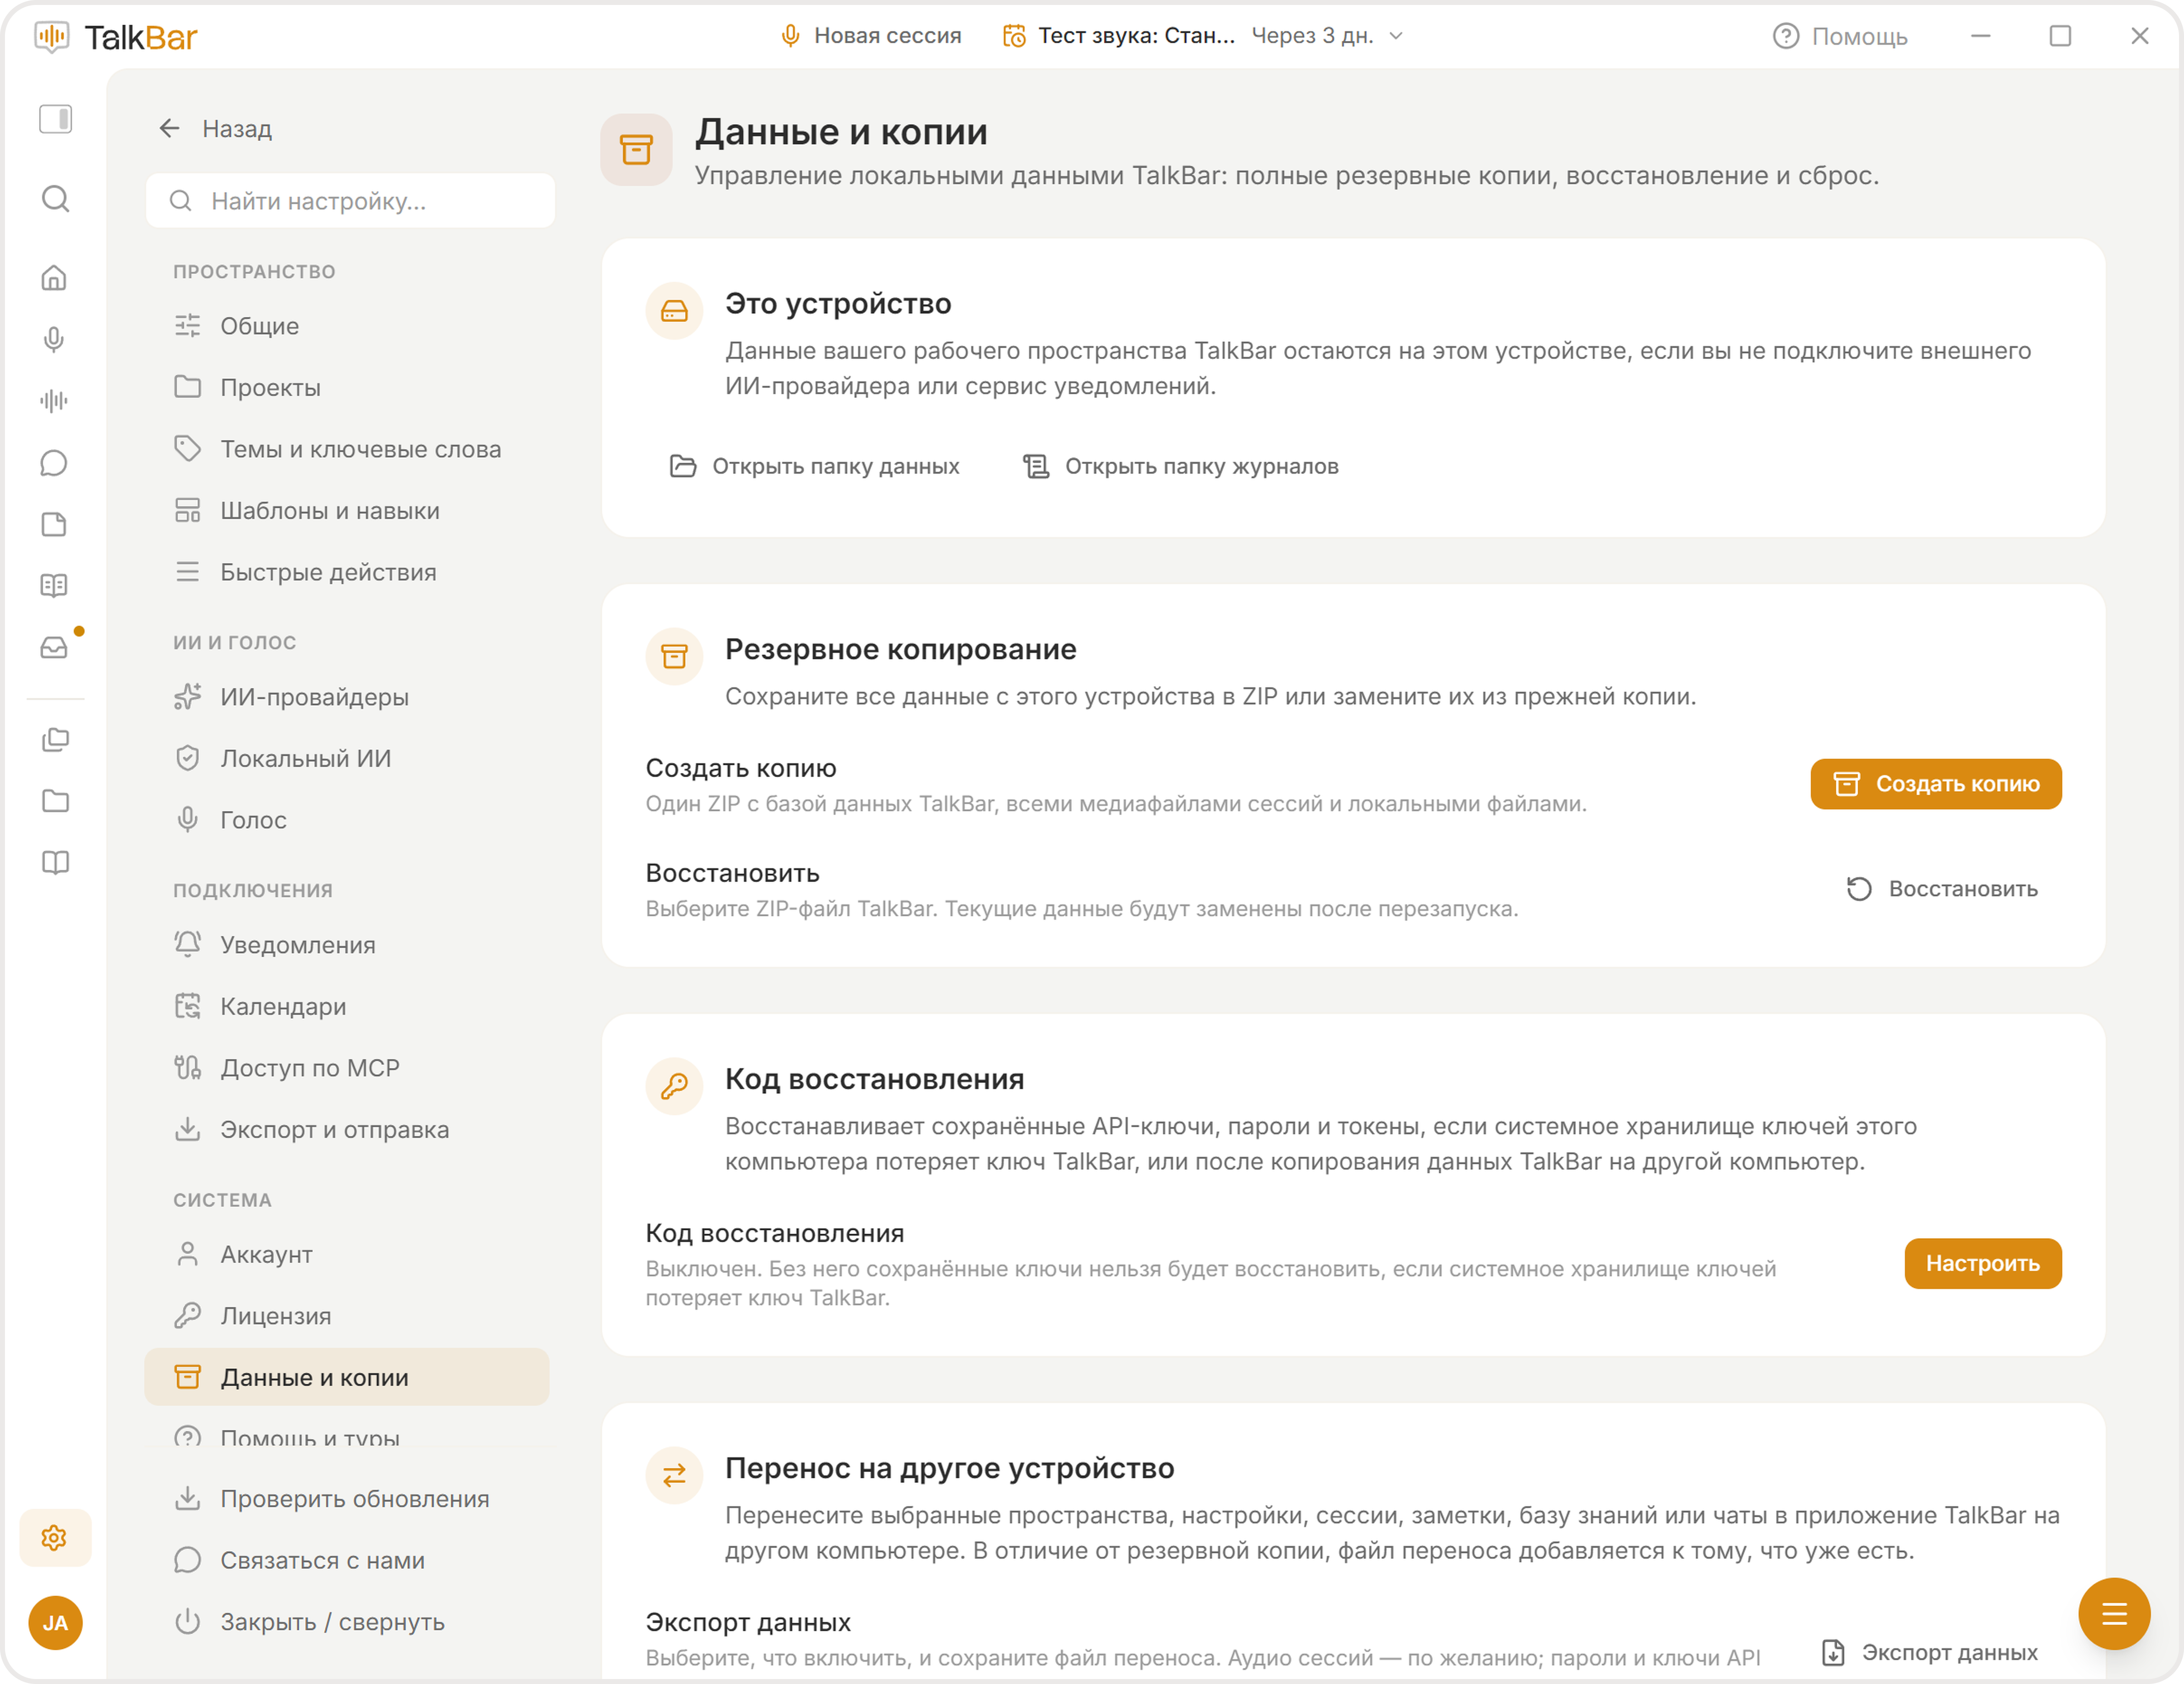 TalkBar
Новая сессия
Тест звука: Стан... Через 3 дн.
Помощь
Назад
Найти настройку...
ПРОСТРАНСТВО
Общие
Проекты
Темы и ключевые слова
Шаблоны и навыки
Быстрые действия
ИИ И ГОЛОС
ИИ-провайдеры
Локальный ИИ
Голос
ПОДКЛЮЧЕНИЯ
Уведомления
Календари
Доступ по MCP
Экспорт и отправка
СИСТЕМА
Аккаунт
Лицензия
Данные и копии
Помощь и туры
Проверить обновления
Связаться с нами
Закрыть / свернуть
JA
Данные и копии
Управление локальными данными TalkBar: полные резервные копии, восстановление и сброс.
Это устройство
Данные вашего рабочего пространства TalkBar остаются на этом устройстве, если вы не подключите внешнего
ИИ-провайдера или сервис уведомлений.
Открыть папку данных
Открыть папку журналов
Резервное копирование
Сохраните все данные с этого устройства в ZIP или замените их из прежней копии.
Создать копию
Один ZIP с базой данных TalkBar, всеми медиафайлами сессий и локальными файлами.
Создать копию
Восстановить
Выберите ZIP-файл TalkBar. Текущие данные будут заменены после перезапуска.
Восстановить
Код восстановления
Восстанавливает сохранённые API-ключи, пароли и токены, если системное хранилище ключей этого
компьютера потеряет ключ TalkBar, или после копирования данных TalkBar на другой компьютер.
Код восстановления
Выключен. Без него сохранённые ключи нельзя будет восстановить, если системное хранилище ключей
потеряет ключ TalkBar.
Настроить
Перенос на другое устройство
Перенесите выбранные пространства, настройки, сессии, заметки, базу знаний или чаты в приложение TalkBar на
другом компьютере. В отличие от резервной копии, файл переноса добавляется к тому, что уже есть.
Экспорт данных
Выберите, что включить, и сохраните файл переноса. Аудио сессий — по желанию; пароли и ключи API
Экспорт данных